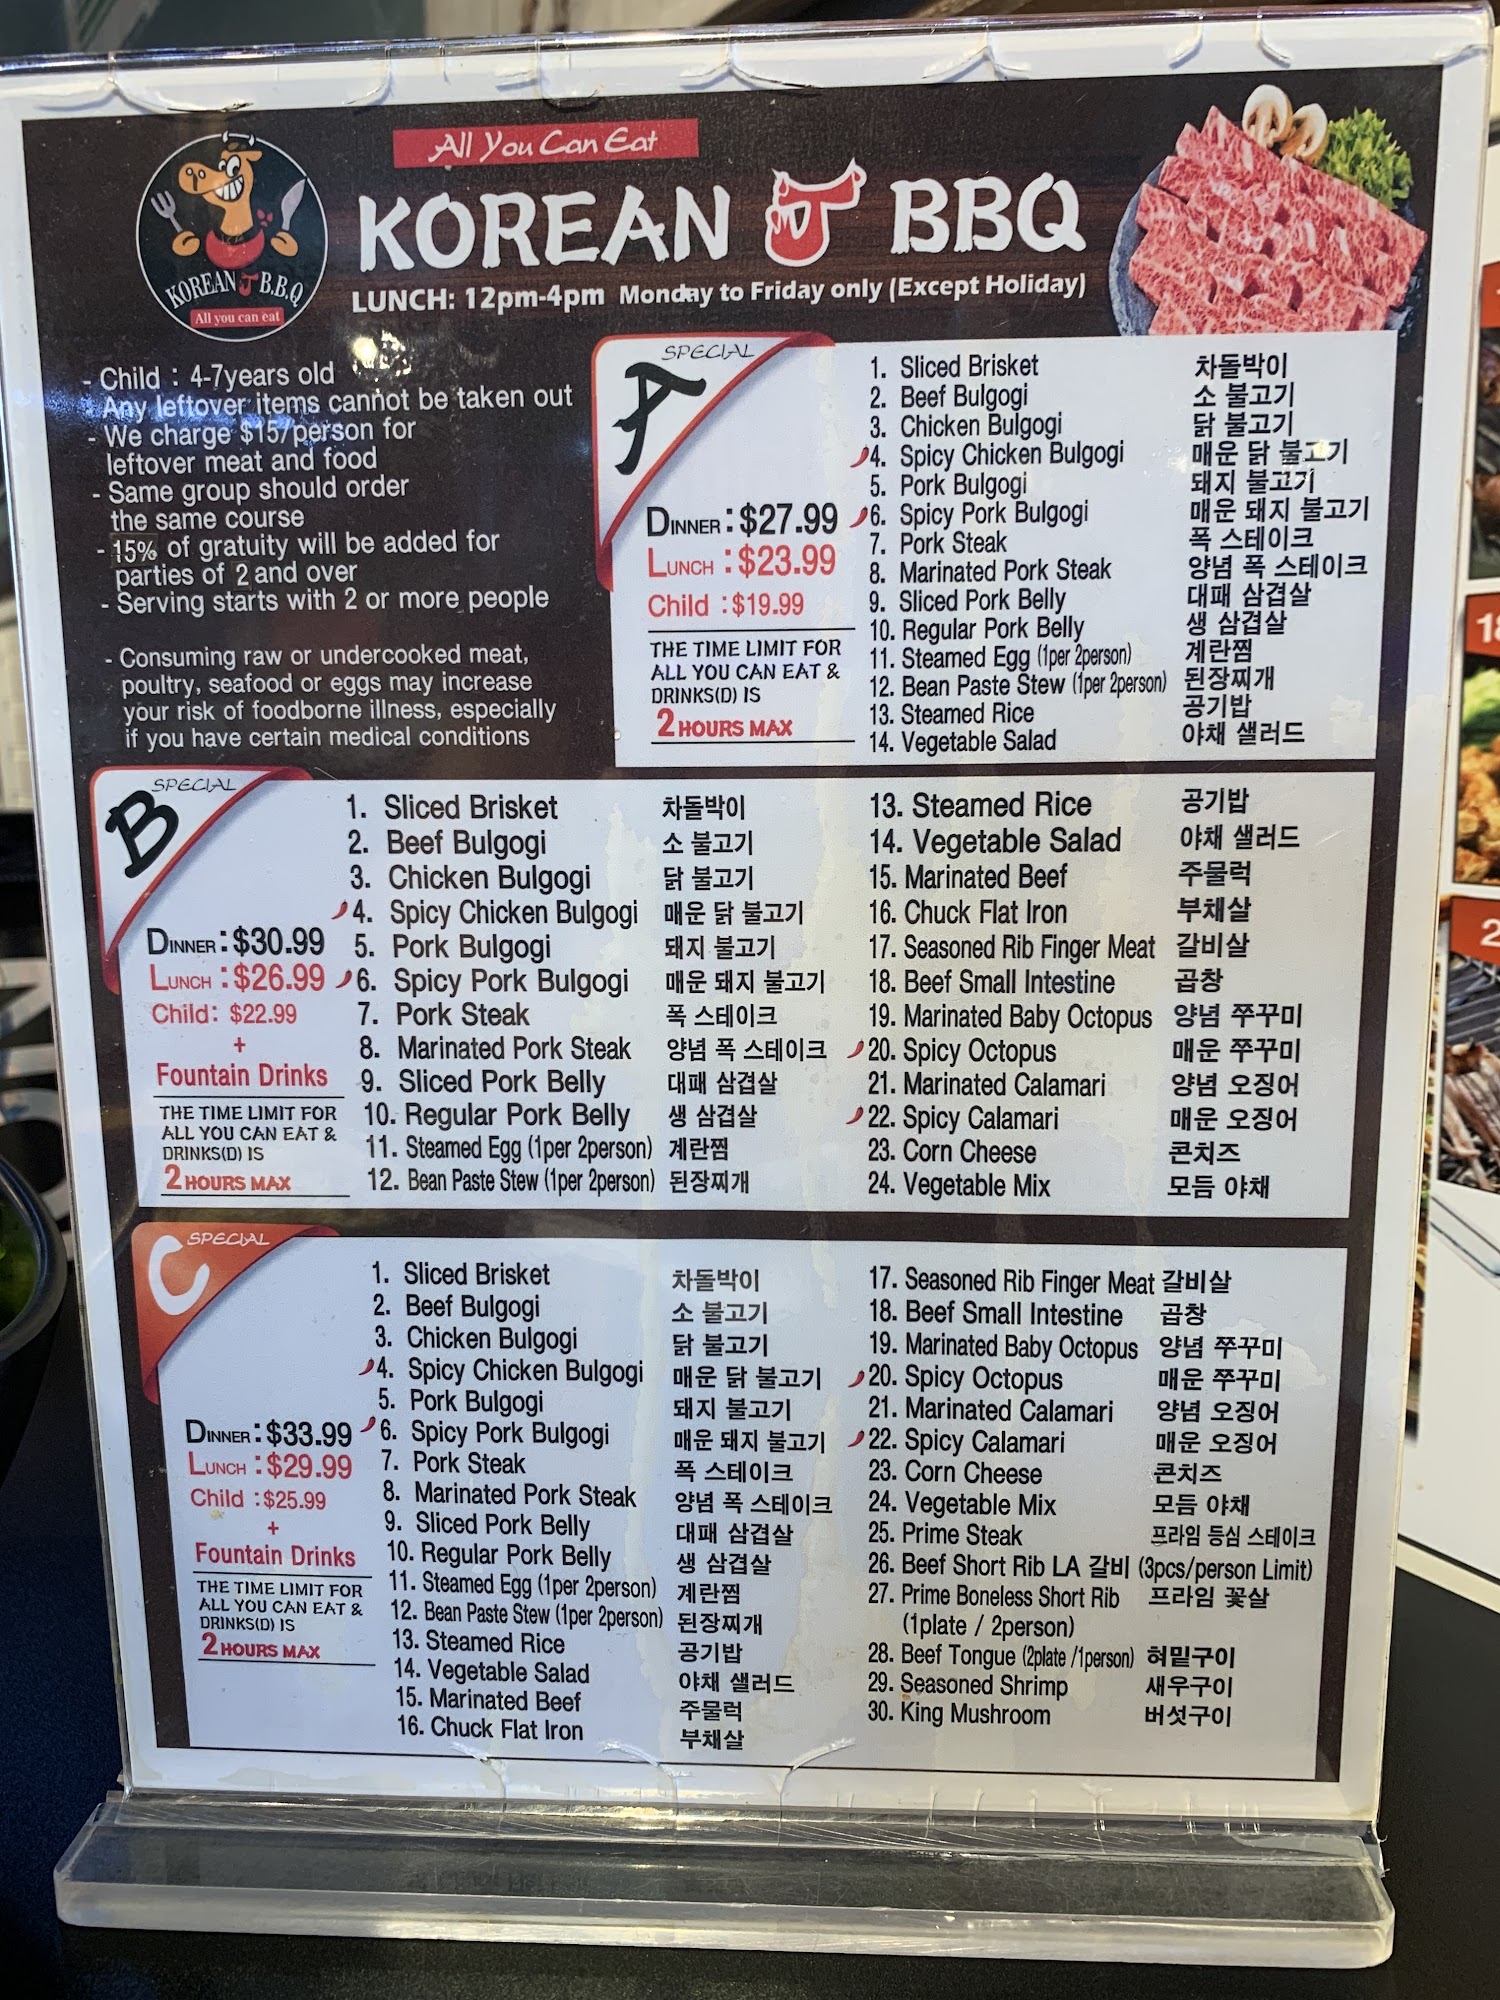 All You Can Eat
KOREAN J BBQ
LUNCH: 12pm-4pm Monday to Friday only (Except Holiday)
KOREAN J B.B.Q
All you can eat
- Child : 4-7years old
- Any leftover items cannot be taken out
- We charge $15/person for
leftover meat and food
- Same group should order
the same course
- 15% of gratuity will be added for
parties of 2 and over
- Serving starts with 2 or more people
- Consuming raw or undercooked meat,
poultry, seafood or eggs may increase
your risk of foodborne illness, especially
if you have certain medical conditions
SPECIAL
A
DINNER : $27.99
LUNCH : $23.99
Child : $19.99
THE TIME LIMIT FOR
ALL YOU CAN EAT &
DRINKS(D) IS
2 HOURS MAX
1. Sliced Brisket 차돌박이
2. Beef Bulgogi 소 불고기
3. Chicken Bulgogi 닭 불고기
4. Spicy Chicken Bulgogi 매운 닭 불고기
5. Pork Bulgogi 돼지 불고기
6. Spicy Pork Bulgogi 매운 돼지 불고기
7. Pork Steak 폭 스테이크
8. Marinated Pork Steak 양념 폭 스테이크
9. Sliced Pork Belly 대패 삼겹살
10. Regular Pork Belly 생 삼겹살
11. Steamed Egg (1per 2person) 계란찜
12. Bean Paste Stew (1per 2person) 된장찌개
13. Steamed Rice 공기밥
14. Vegetable Salad 야채 샐러드
SPECIAL
B
DINNER : $30.99
LUNCH : $26.99
Child: $22.99
+
Fountain Drinks
THE TIME LIMIT FOR
ALL YOU CAN EAT &
DRINKS(D) IS
2 HOURS MAX
1. Sliced Brisket 차돌박이
2. Beef Bulgogi 소 불고기
3. Chicken Bulgogi 닭 불고기
4. Spicy Chicken Bulgogi 매운 닭 불고기
5. Pork Bulgogi 돼지 불고기
6. Spicy Pork Bulgogi 매운 돼지 불고기
7. Pork Steak 폭 스테이크
8. Marinated Pork Steak 양념 폭 스테이크
9. Sliced Pork Belly 대패 삼겹살
10. Regular Pork Belly 생 삼겹살
11. Steamed Egg (1per 2person) 계란찜
12. Bean Paste Stew (1per 2person) 된장찌개
13. Steamed Rice 공기밥
14. Vegetable Salad 야채 샐러드
15. Marinated Beef 주물럭
16. Chuck Flat Iron 부채살
17. Seasoned Rib Finger Meat 갈비살
18. Beef Small Intestine 곱창
19. Marinated Baby Octopus 양념 쭈꾸미
20. Spicy Octopus 매운 쭈꾸미
21. Marinated Calamari 양념 오징어
22. Spicy Calamari 매운 오징어
23. Corn Cheese 콘치즈
24. Vegetable Mix 모듬 야채
SPECIAL
C
DINNER : $33.99
LUNCH : $29.99
Child : $25.99
+
Fountain Drinks
THE TIME LIMIT FOR
ALL YOU CAN EAT &
DRINKS(D) IS
2 HOURS MAX
1. Sliced Brisket 차돌박이
2. Beef Bulgogi 소 불고기
3. Chicken Bulgogi 닭 불고기
4. Spicy Chicken Bulgogi 매운 닭 불고기
5. Pork Bulgogi 돼지 불고기
6. Spicy Pork Bulgogi 매운 돼지 불고기
7. Pork Steak 폭 스테이크
8. Marinated Pork Steak 양념 폭 스테이크
9. Sliced Pork Belly 대패 삼겹살
10. Regular Pork Belly 생 삼겹살
11. Steamed Egg (1per 2person) 계란찜
12. Bean Paste Stew (1per 2person) 된장찌개
13. Steamed Rice 공기밥
14. Vegetable Salad 야채 샐러드
15. Marinated Beef 주물럭
16. Chuck Flat Iron 부채살
17. Seasoned Rib Finger Meat 갈비살
18. Beef Small Intestine 곱창
19. Marinated Baby Octopus 양념 쭈꾸미
20. Spicy Octopus 매운 쭈꾸미
21. Marinated Calamari 양념 오징어
22. Spicy Calamari 매운 오징어
23. Corn Cheese 콘치즈
24. Vegetable Mix 모듬 야채
25. Prime Steak 프라임 등심 스테이크
26. Beef Short Rib LA 갈비 (3pcs/person Limit)
27. Prime Boneless Short Rib 프라임 꽃살
(1plate / 2person)
28. Beef Tongue (2plate /1person) 혀밑구이
29. Seasoned Shrimp 새우구이
30. King Mushroom 버섯구이